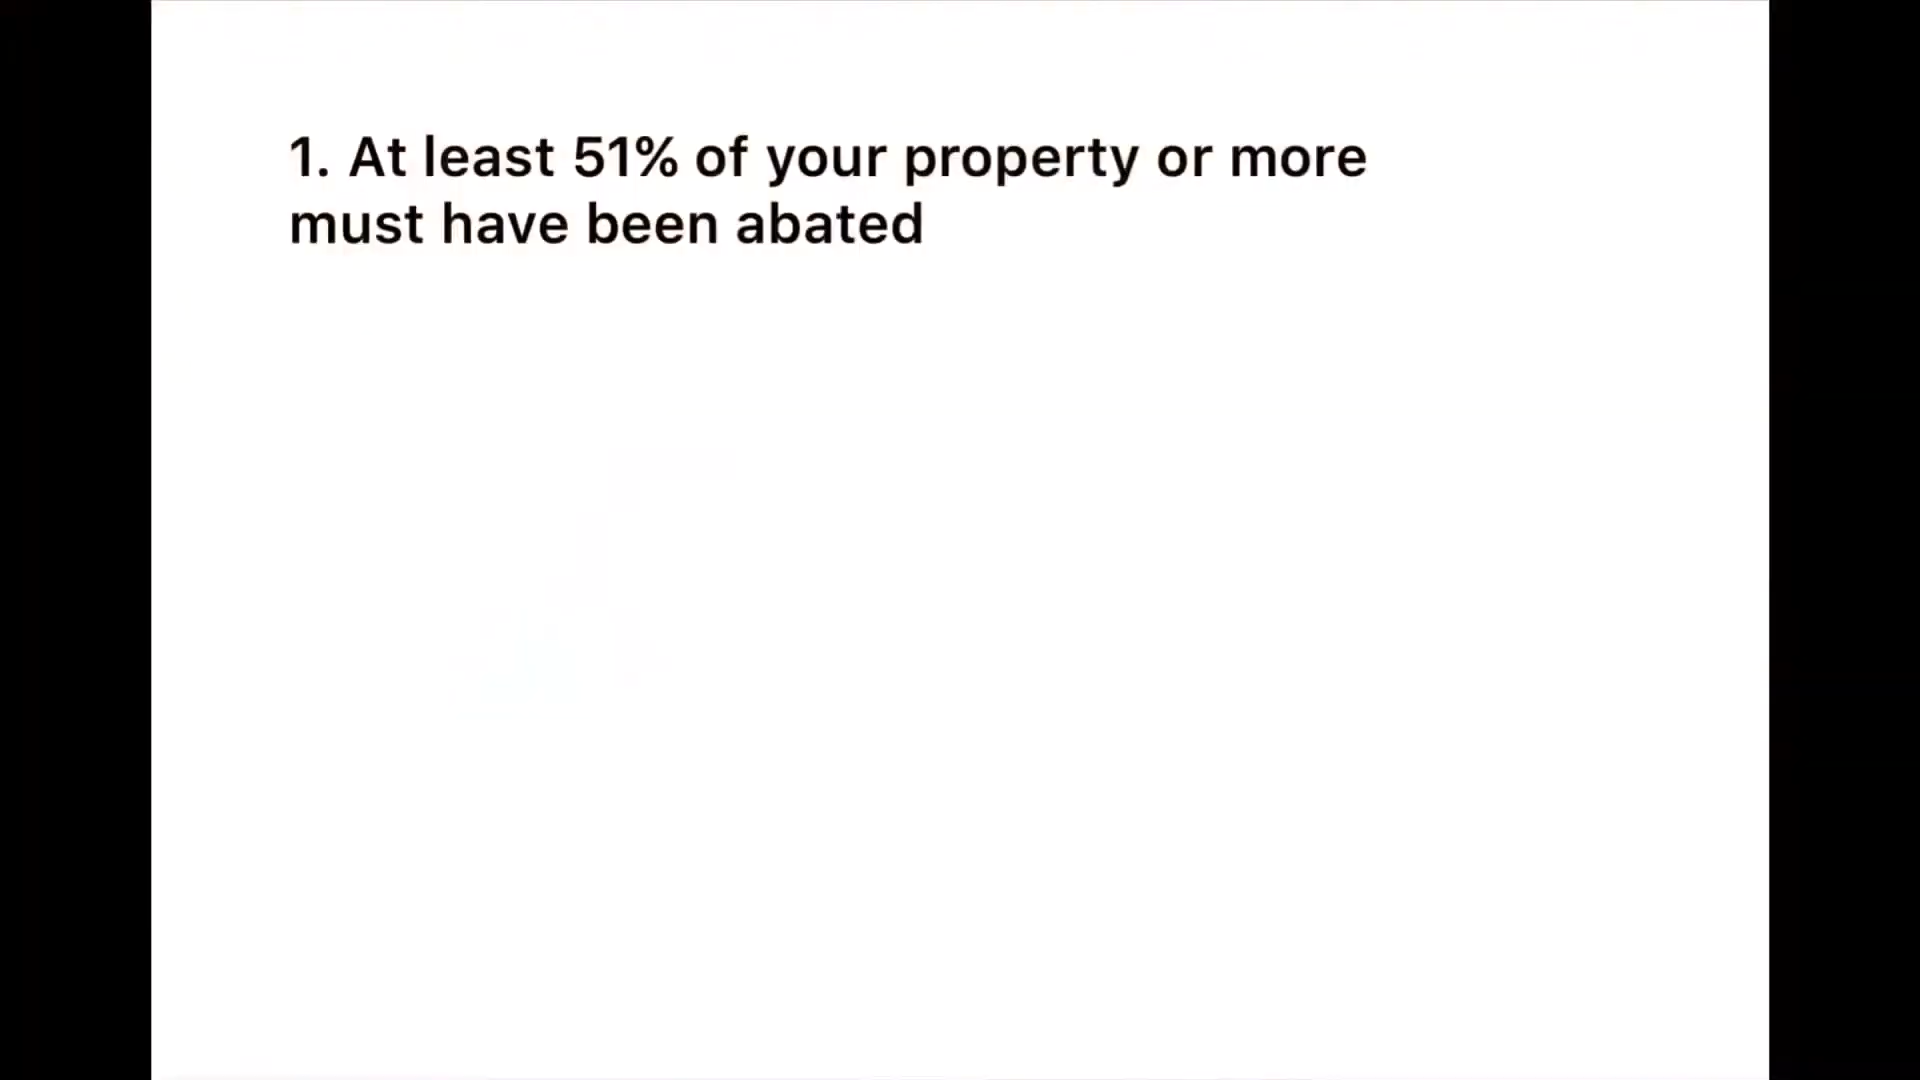 1. At least 51% of your property or more
must have been abated